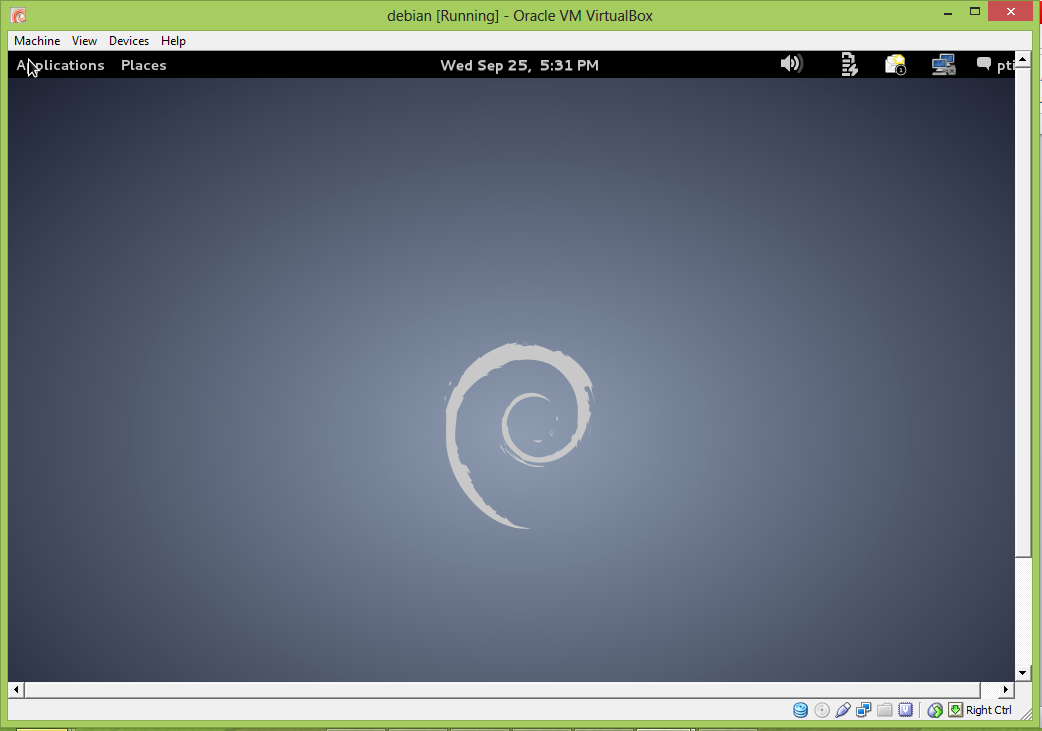 debian [Running] - Oracle VM VirtualBox
Machine View Devices Help
Applications Places Wed Sep 25, 5:31 PM pti
Right Ctrl